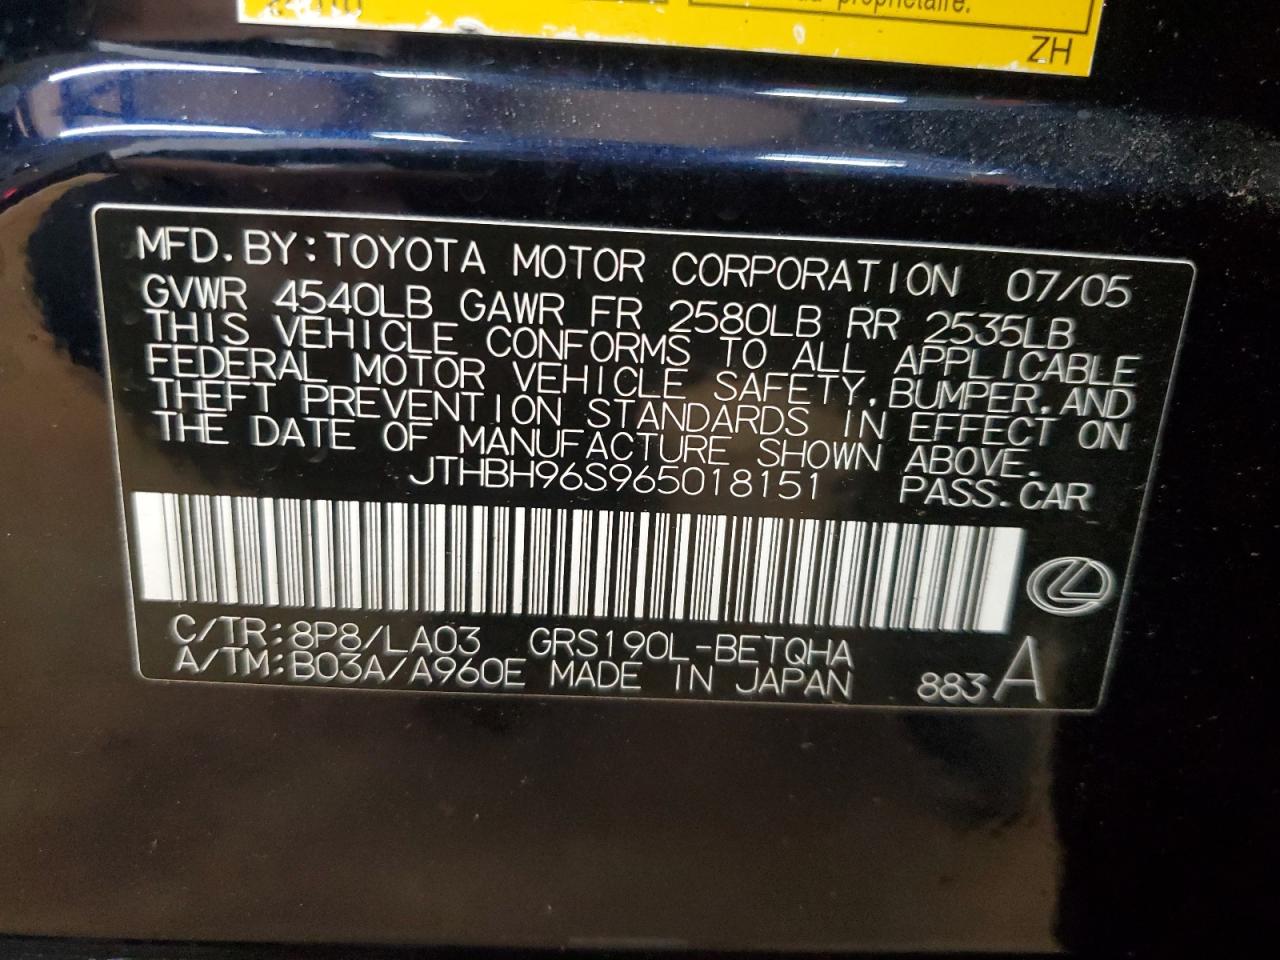 propriétaire.
ZH
MFD. BY: TOYOTA MOTOR CORPORATION 07/05
GVWR 4540LB GAWR FR 2580LB RR 2535LB
THIS VEHICLE CONFORMS TO ALL APPLICABLE
FEDERAL MOTOR VEHICLE SAFETY, BUMPER, AND
THEFT PREVENTION STANDARDS IN EFFECT ON
THE DATE OF MANUFACTURE SHOWN ABOVE.
JTHBH96S965018151 PASS. CAR
C/TR: 8P8/LA03 GRS190L-BETQHA
A/TM: B03A/A960E MADE IN JAPAN 883 A